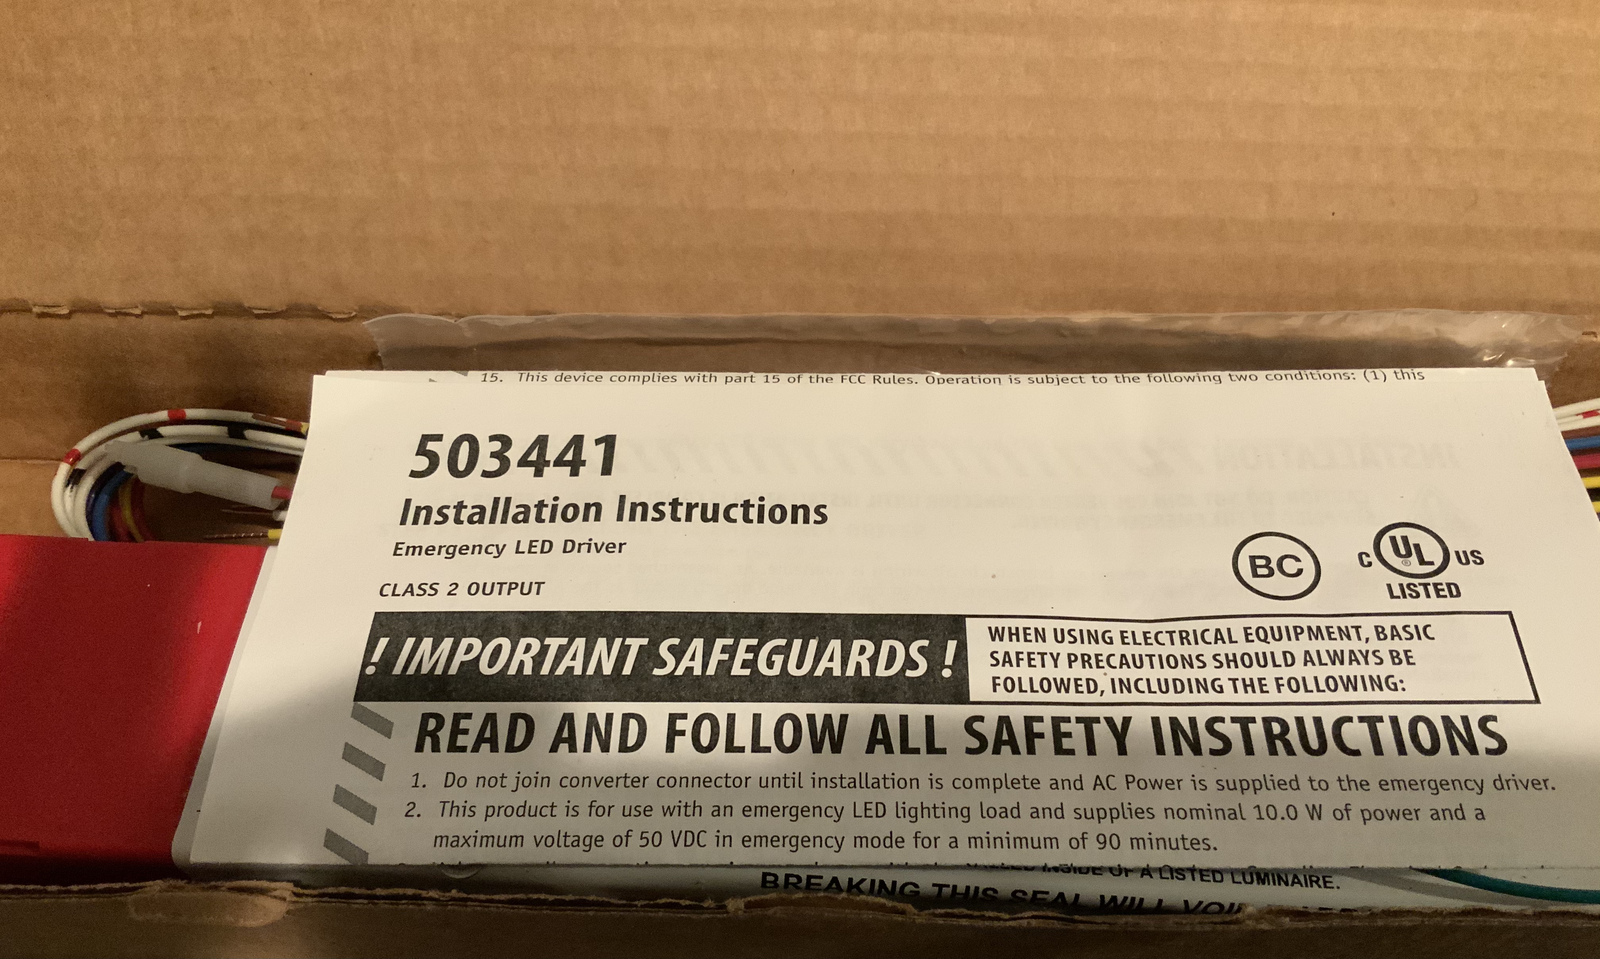 15. This device complies with part 15 of the FCC Rules. Operation is subject to the following two conditions: (1) this
503441
Installation Instructions
Emergency LED Driver
CLASS 2 OUTPUT
BC
C UL ® US
LISTED
! IMPORTANT SAFEGUARDS !
WHEN USING ELECTRICAL EQUIPMENT, BASIC
SAFETY PRECAUTIONS SHOULD ALWAYS BE
FOLLOWED, INCLUDING THE FOLLOWING:
READ AND FOLLOW ALL SAFETY INSTRUCTIONS
1. Do not join converter connector until installation is complete and AC Power is supplied to the emergency driver.
2. This product is for use with an emergency LED lighting load and supplies nominal 10.0 W of power and a
maximum voltage of 50 VDC in emergency mode for a minimum of 90 minutes.
INSIDE OF A LISTED LUMINAIRE.
BREAKING THIS SEAL WILL